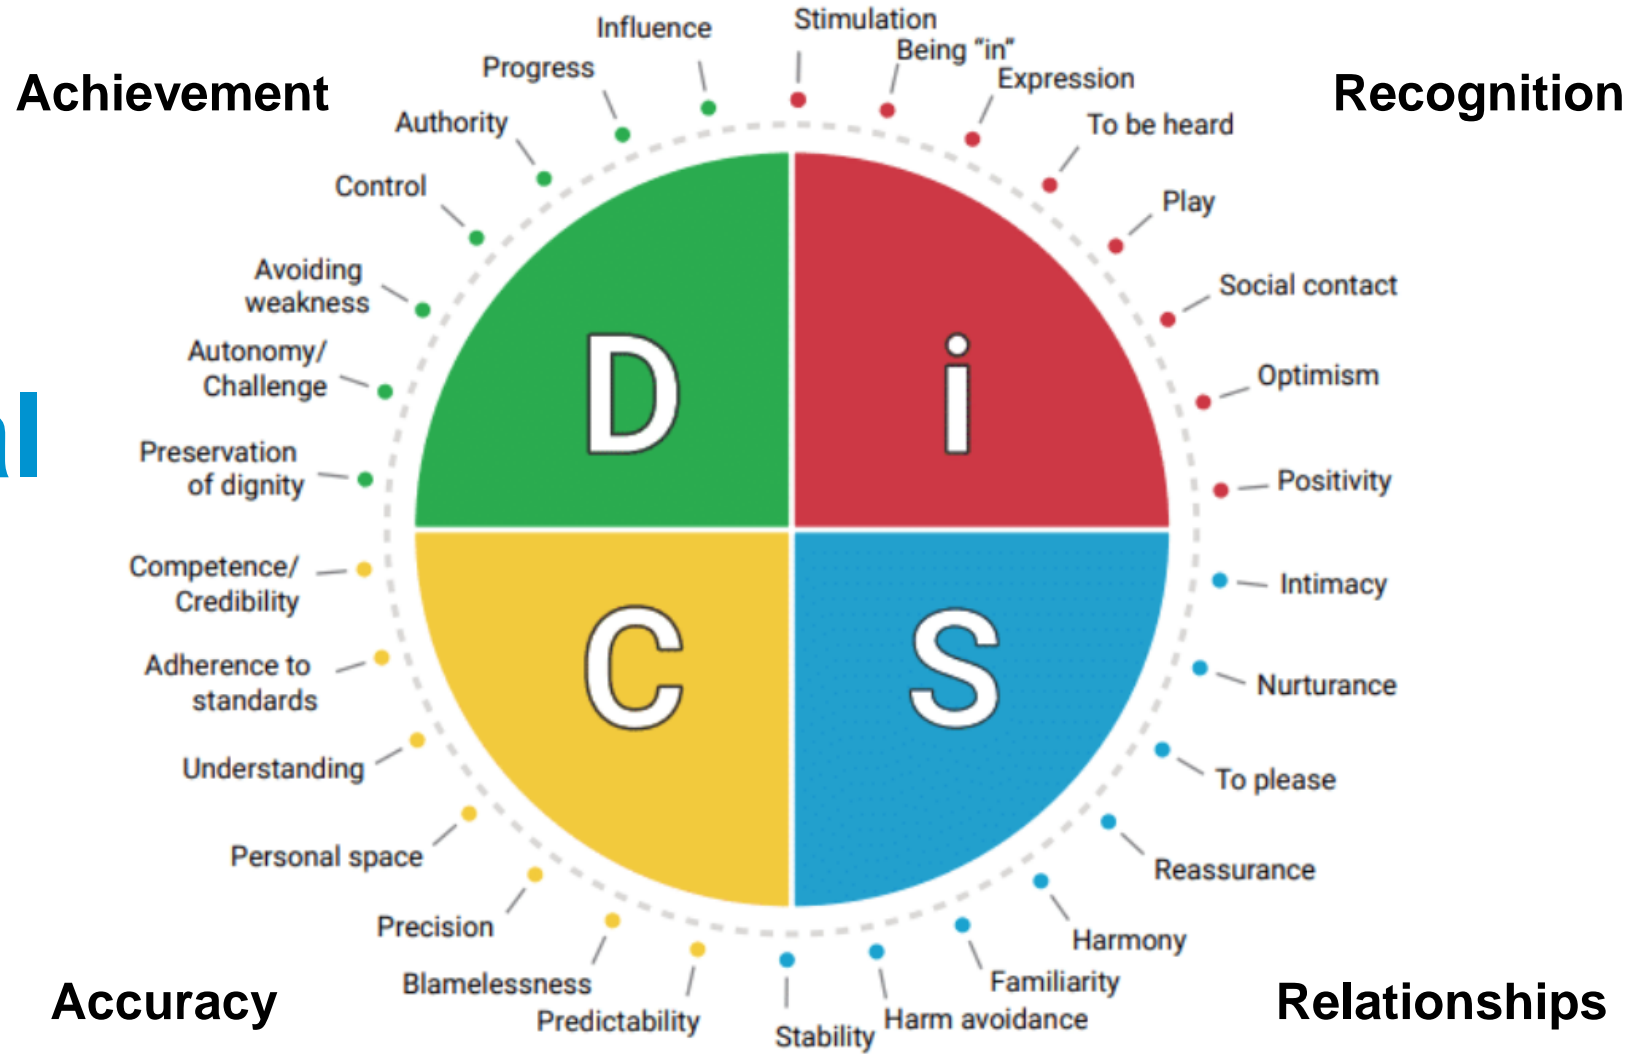 Achievement
Recognition
Influence
Progress
Authority
Control
Avoiding
weakness
Autonomy/
Challenge
Preservation
of dignity
Stimulation
Being “in”
Expression
To be heard
Play
Social contact
Optimism
Positivity
al
D
i
C
S
Competence/
Credibility
Adherence to
standards
Understanding
Personal space
Precision
Blamelessness
Predictability
Intimacy
Nurturance
To please
Reassurance
Harmony
Familiarity
Harm avoidance
Stability
Accuracy
Relationships